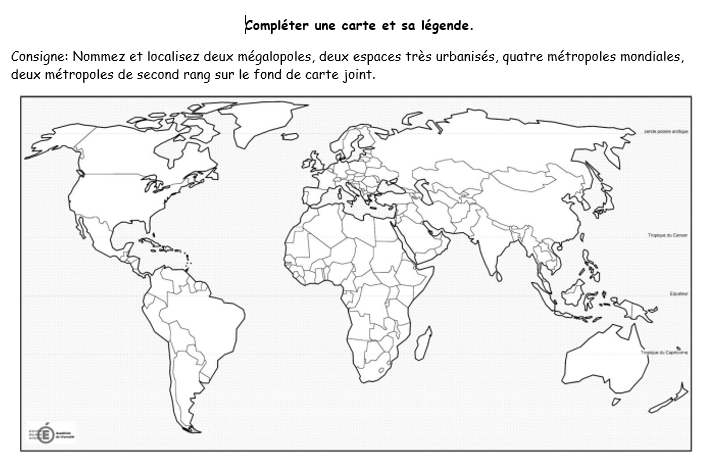 Compléter une carte et sa légende.
Consigne: Nommez et localisez deux mégalopoles, deux espaces très urbanisés, quatre métropoles mondiales,
deux métropoles de second rang sur le fond de carte joint.
cercle polaire arctique
Tropique du Cancer
Equateur
Tropique du Capricorne